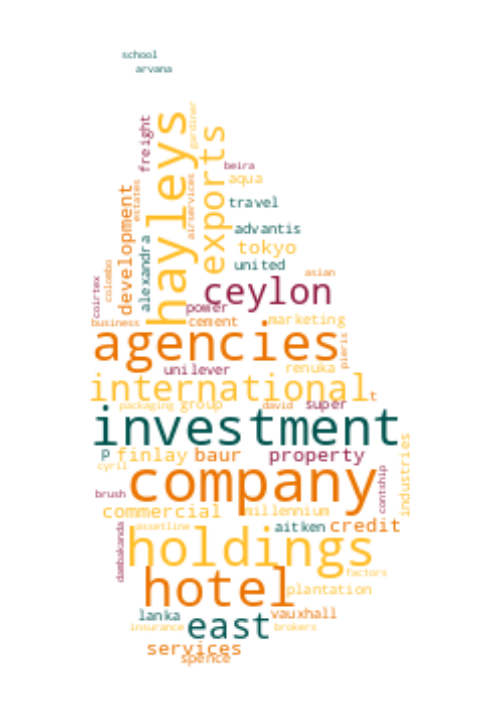 school
arvana
hayleys
gardiner
freight
exports
beira
aqua
airservices
estates
development
travel
alexandra
advantis
tokyo
united
colombo
asian
coirtex
ceylon
power
business
cement
marketing
agencies
pieris
unilever
renuka
international
t
packaging
group
david
super
investment
p
finlay
baur
property
industries
cyril
company
contship
brush
commercial
millennium
dambakanda
assetline
aitken
credit
holdings
factors
hotel
plantation
lanka
vauxhall
insurance
east
brokers
services
spence